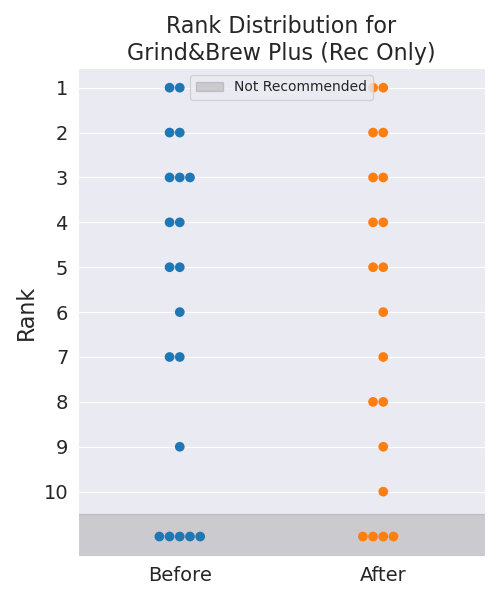 Rank Distribution for
Grind&Brew Plus (Rec Only)
Not Recommended
1
2
3
4
5
6
7
8
9
10
Rank
Before
After